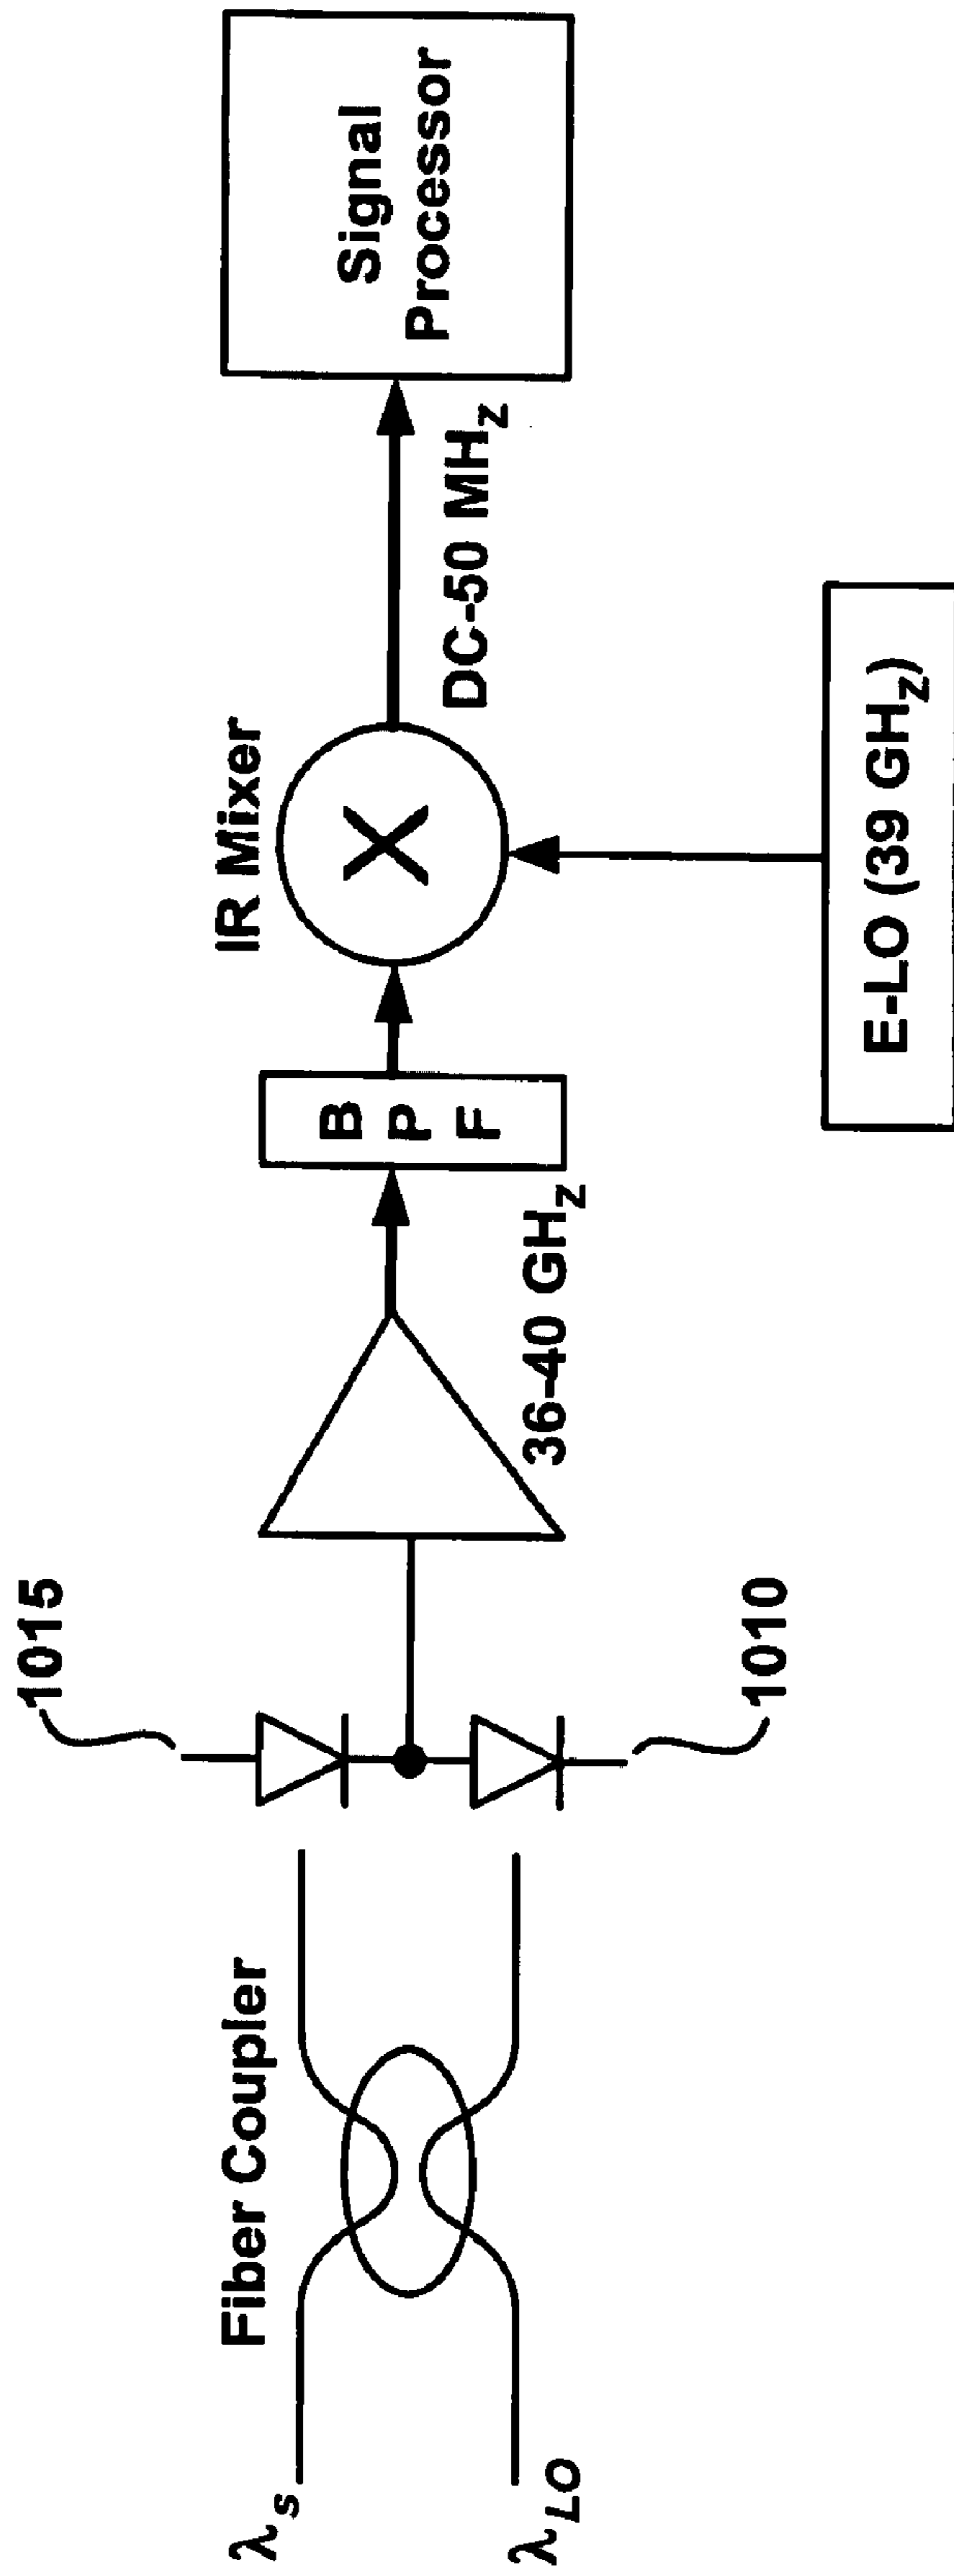 λs
λLO
Fiber Coupler
1015
1010
36-40 GHz
B
P
F
IR Mixer
DC-50 MHz
E-LO (39 GHz)
Signal
Processor